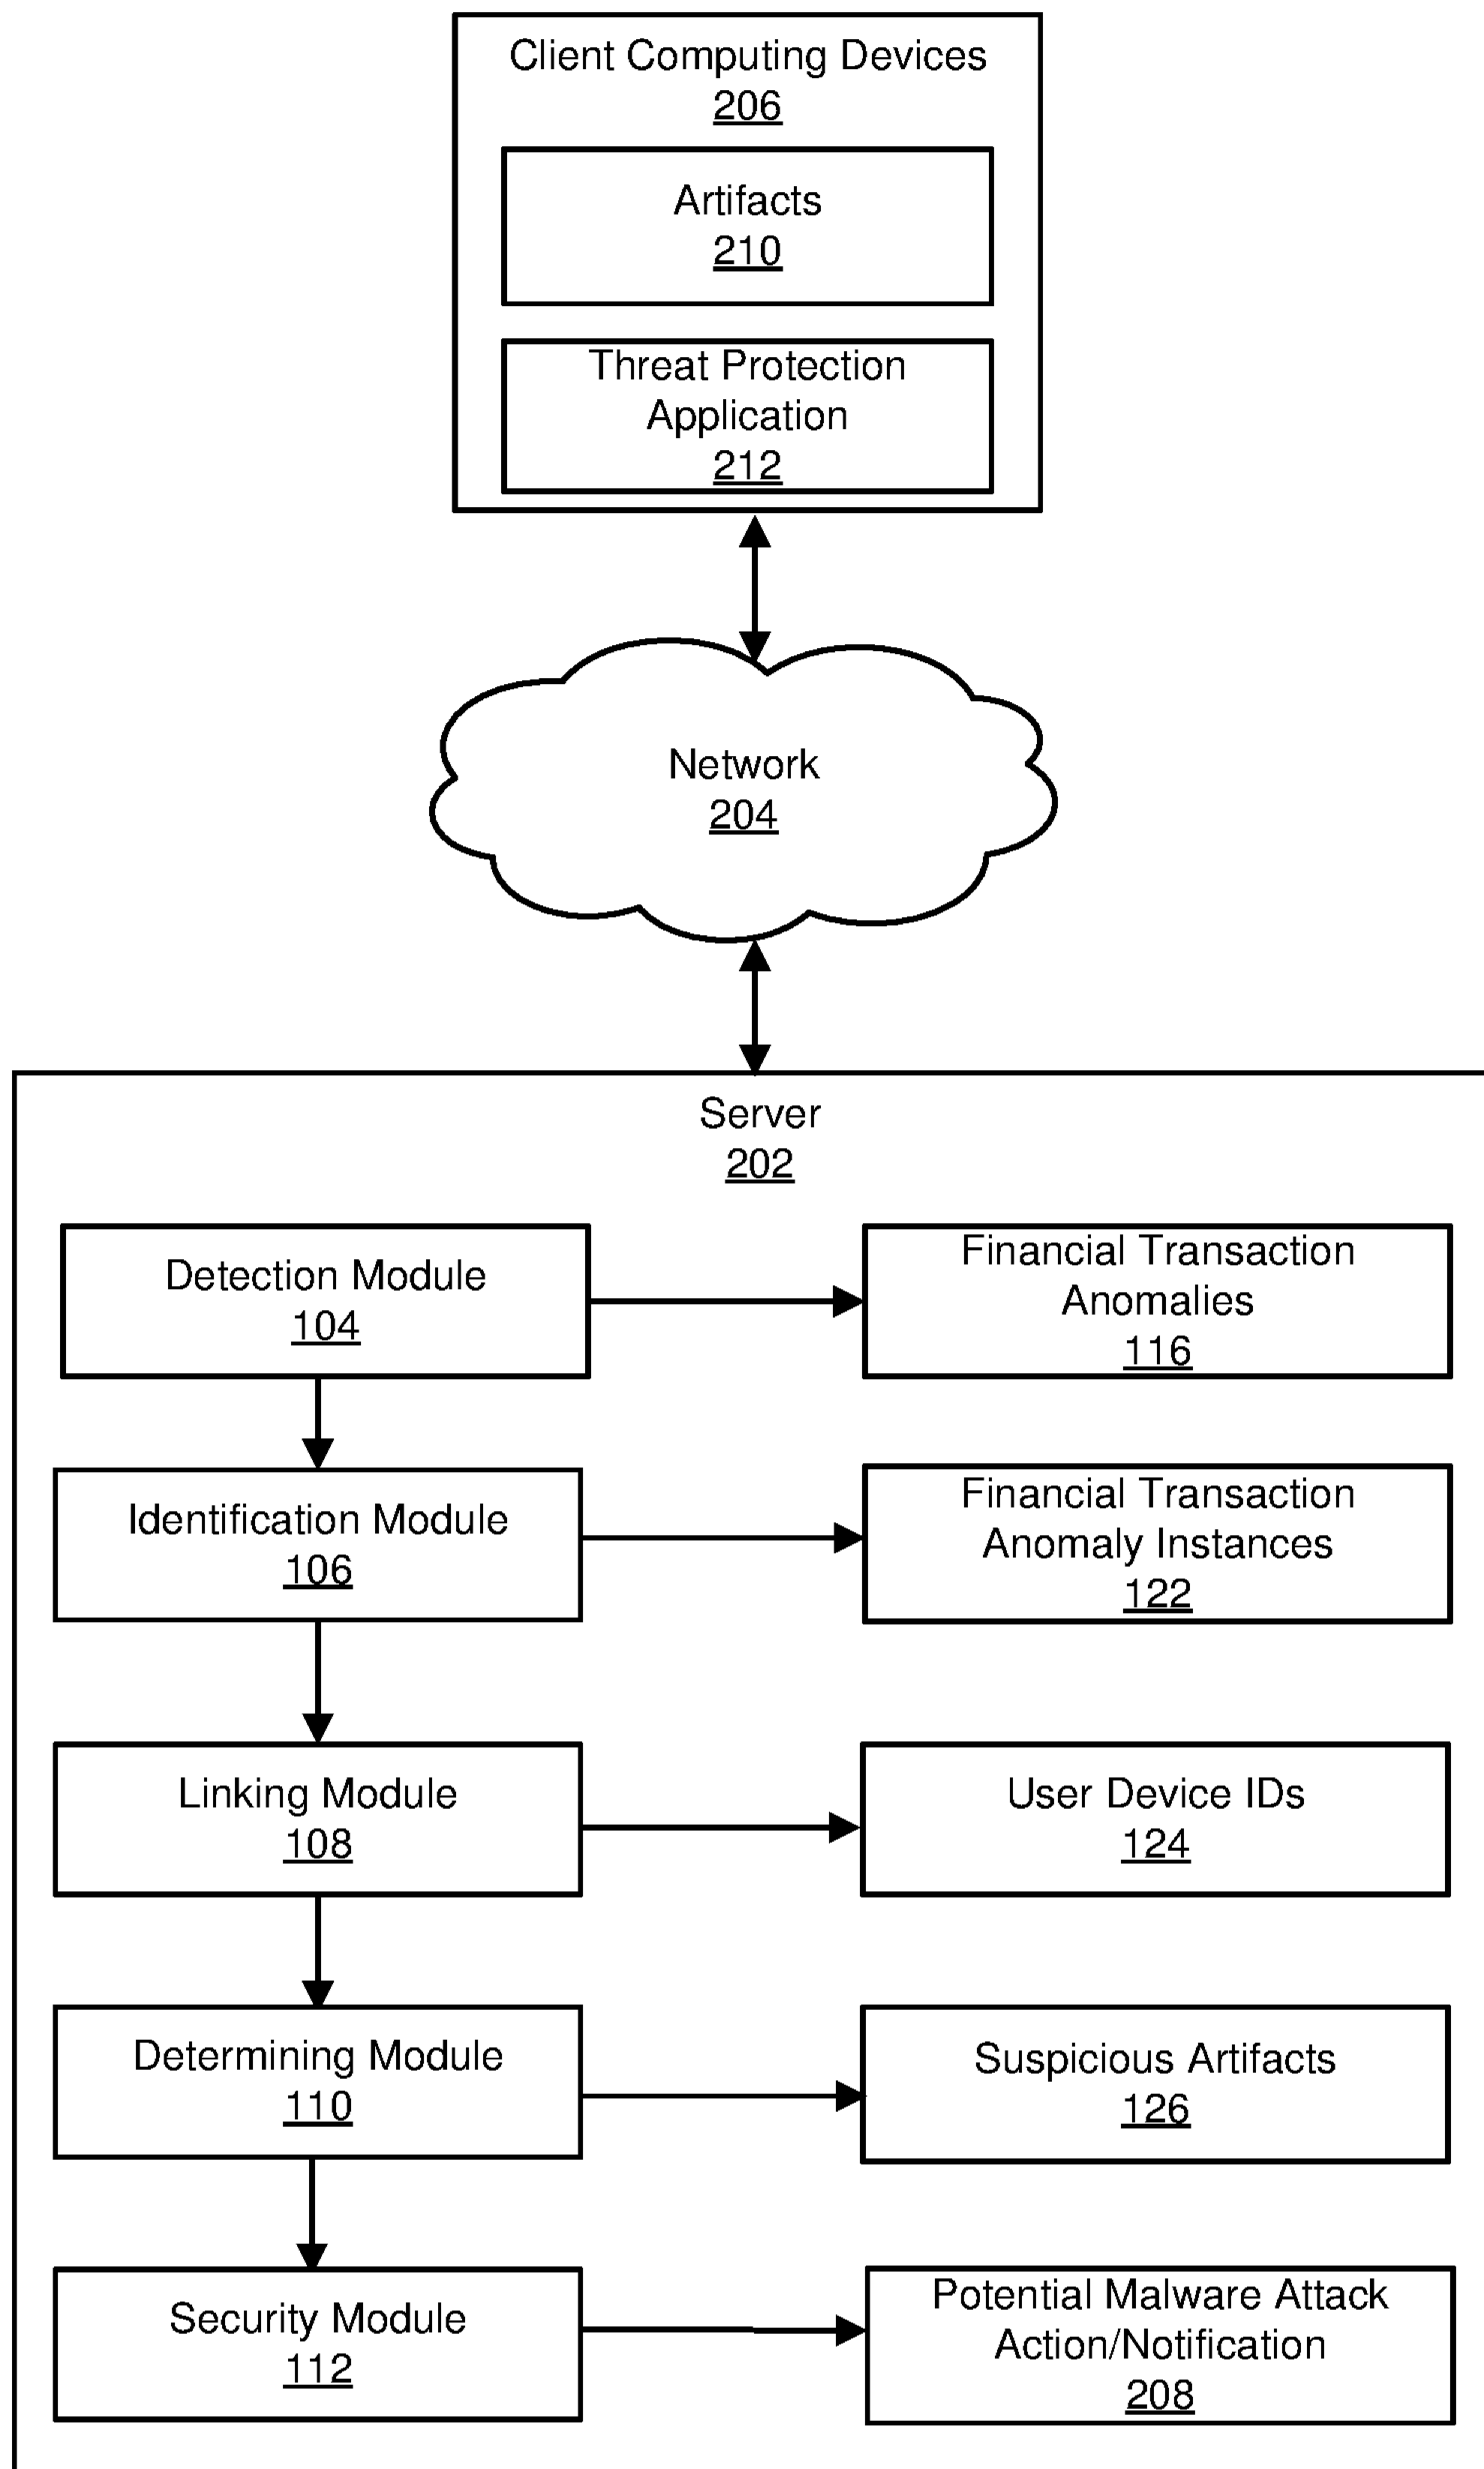 Client Computing Devices
206
Artifacts
210
Threat Protection
Application
212
Network
204
Server
202
Detection Module
104
Financial Transaction
Anomalies
116
Identification Module
106
Financial Transaction
Anomaly Instances
122
Linking Module
108
User Device IDs
124
Determining Module
110
Suspicious Artifacts
126
Security Module
112
Potential Malware Attack
Action/Notification
208